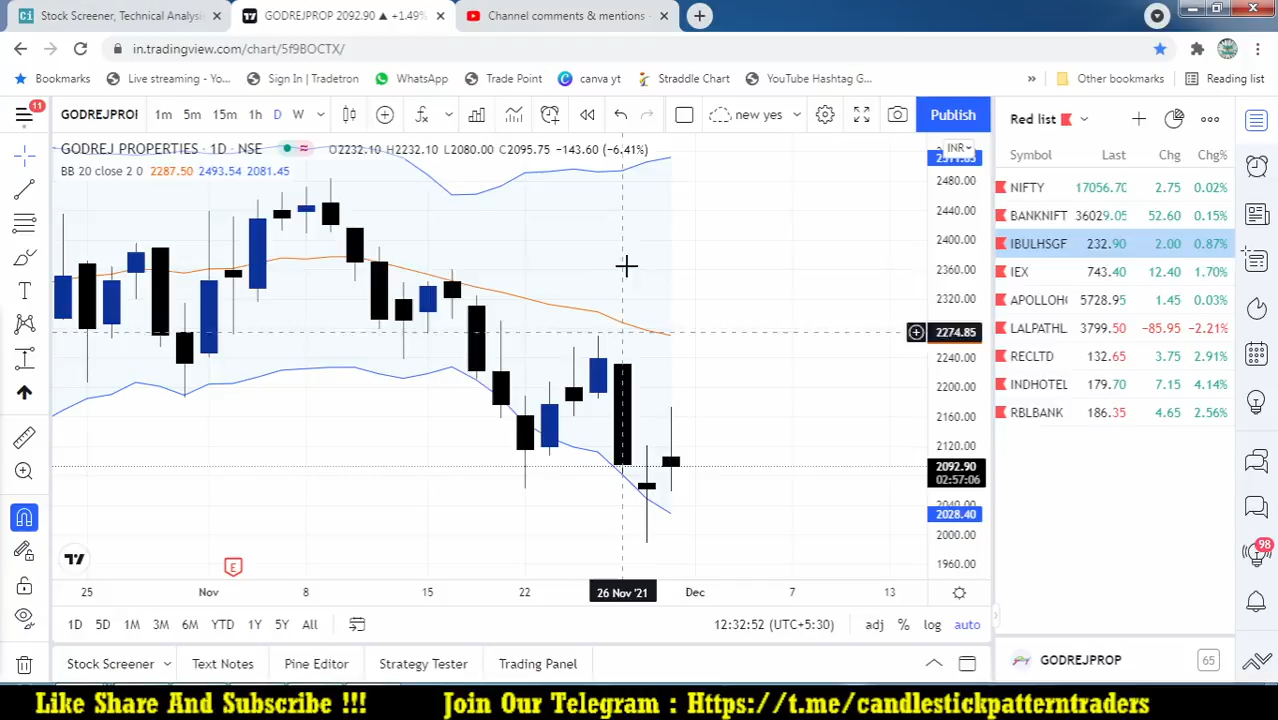 Stock Screener, Technical Analysis
GODREJPROP 2092.90 ▲ +1.49%
Channel comments & mentions -
in.tradingview.com/chart/5f9BOCTX/
Bookmarks
Live streaming - Yo...
Sign In | Tradetron
WhatsApp
Trade Point
canva yt
Straddle Chart
YouTube Hashtag G...
»
Other bookmarks
Reading list
11
GODREJPROP
1m 5m 15m 1h D W
new yes
Publish
Red list
GODREJ PROPERTIES · 1D · NSE
O2232.10 H2232.10 L2080.00 C2095.75 −143.60 (−6.41%)
BB 20 close 2 0 2287.50 2493.54 2081.45
INR
2480.00
2440.00
2400.00
2360.00
2320.00
2274.85
2240.00
2200.00
2160.00
2120.00
2092.90
02:57:06
2040.00
2028.40
2000.00
1960.00
Symbol Last Chg Chg%
NIFTY 17056.70 2.75 0.02%
BANKNIFT 36029.05 52.60 0.15%
IBULHSGF 232.90 2.00 0.87%
IEX 743.40 12.40 1.70%
APOLLOH 5728.95 1.45 0.03%
LALPATHL 3799.50 −85.95 −2.21%
RECLTD 132.65 3.75 2.91%
INDHOTEL 179.70 7.15 4.14%
RBLBANK 186.35 4.65 2.56%
98
E
25 Nov 8 15 22 26 Nov '21 Dec 7 13
1D 5D 1M 3M 6M YTD 1Y 5Y All
12:32:52 (UTC+5:30)
adj % log auto
Stock Screener
Text Notes
Pine Editor
Strategy Tester
Trading Panel
GODREJPROP
65
Like Share And Subscribe !!!
Join Our Telegram : Https://t.me/candlestickpatterntraders